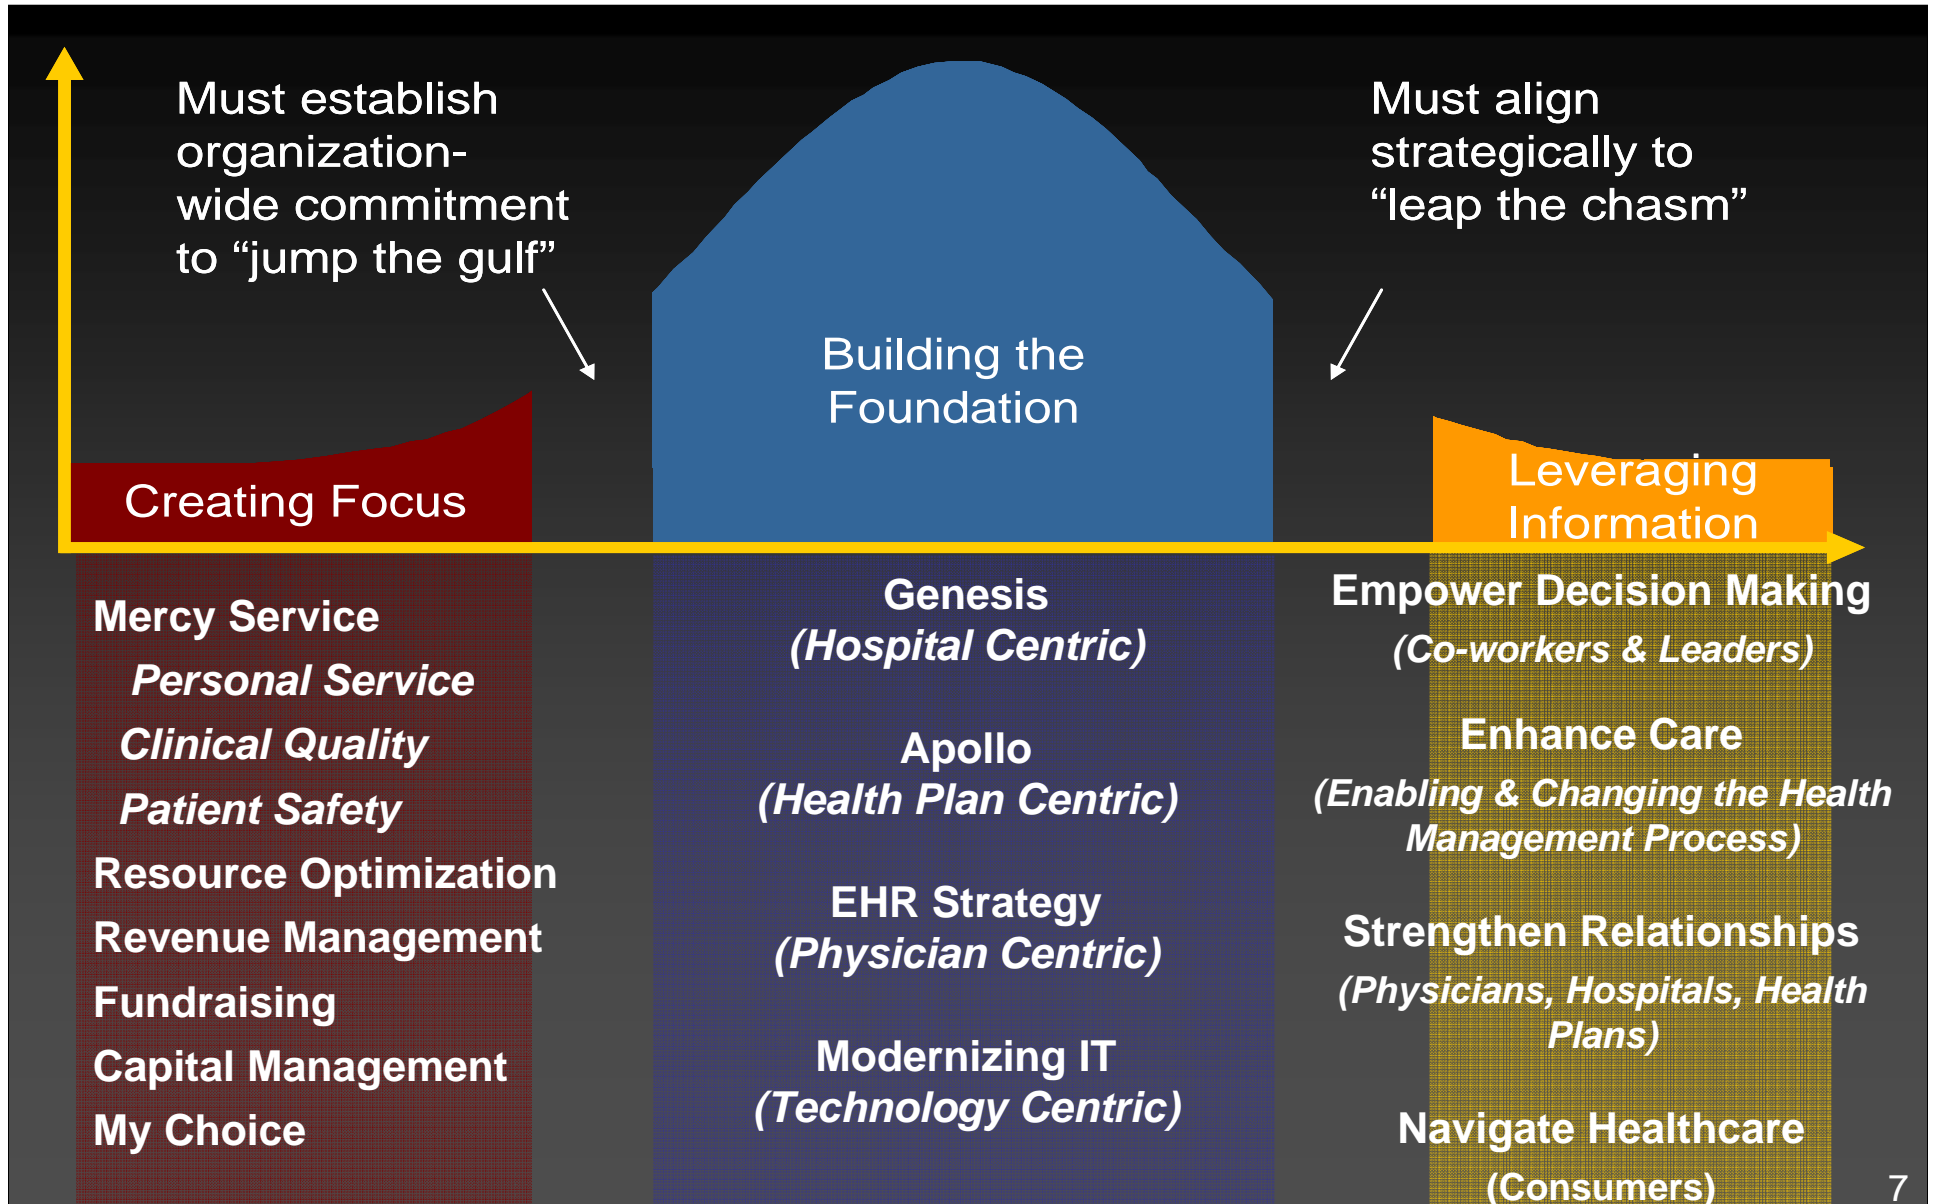 Must establish
organization-
wide commitment
to “jump the gulf”
Must align
strategically to
“leap the chasm”
Building the
Foundation
Creating Focus
Leveraging
Information
Mercy Service
Personal Service
Clinical Quality
Patient Safety
Resource Optimization
Revenue Management
Fundraising
Capital Management
My Choice
Genesis
(Hospital Centric)
Apollo
(Health Plan Centric)
EHR Strategy
(Physician Centric)
Modernizing IT
(Technology Centric)
Empower Decision Making
(Co-workers & Leaders)
Enhance Care
(Enabling & Changing the Health
Management Process)
Strengthen Relationships
(Physicians, Hospitals, Health
Plans)
Navigate Healthcare
(Consumers)
7